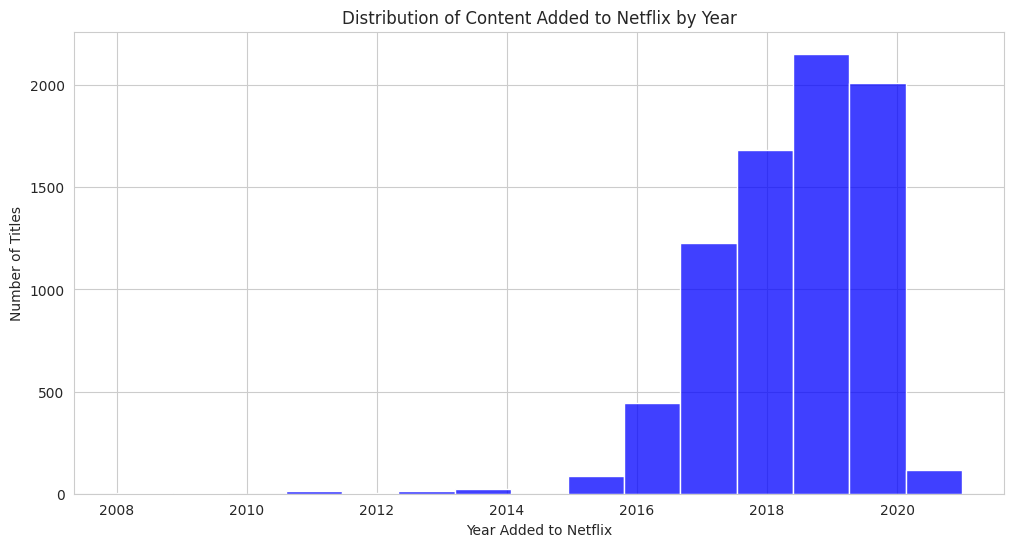 Distribution of Content Added to Netflix by Year
Number of Titles
2000
1500
1000
500
0
2008 2010 2012 2014 2016 2018 2020
Year Added to Netflix